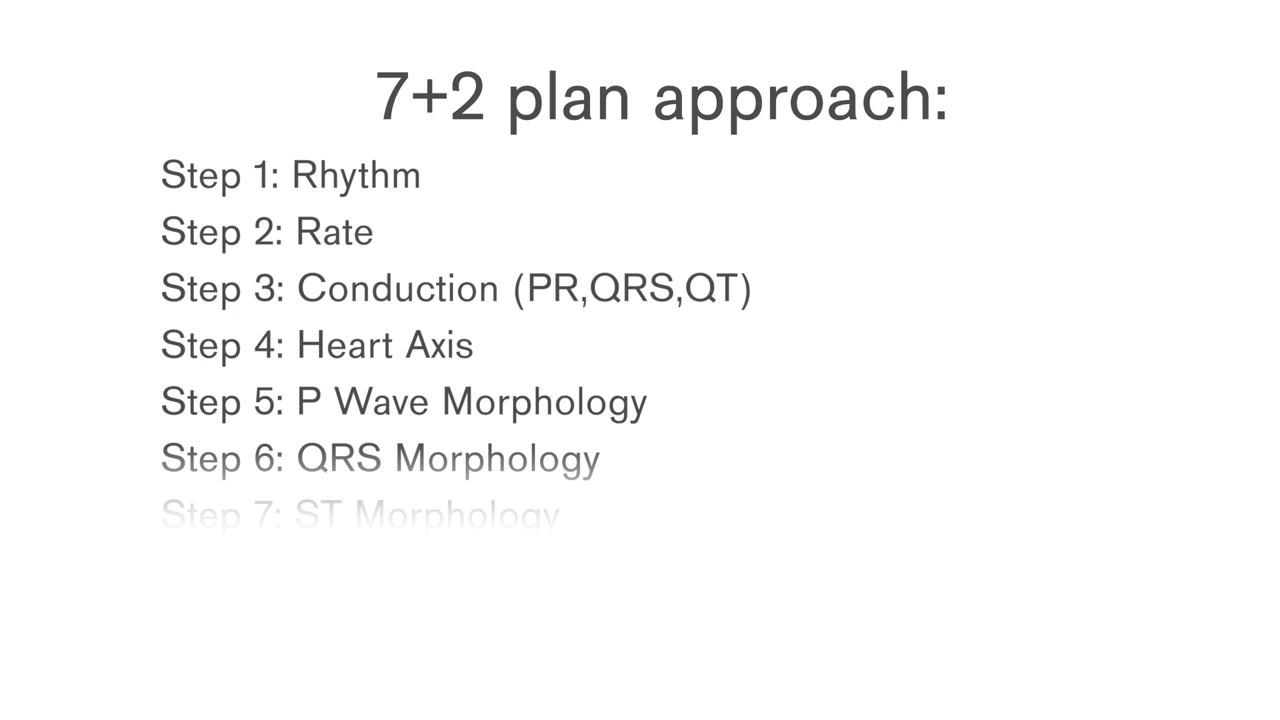 7+2 plan approach:
Step 1: Rhythm
Step 2: Rate
Step 3: Conduction (PR,QRS,QT)
Step 4: Heart Axis
Step 5: P Wave Morphology
Step 6: QRS Morphology
Step 7: ST Morphology